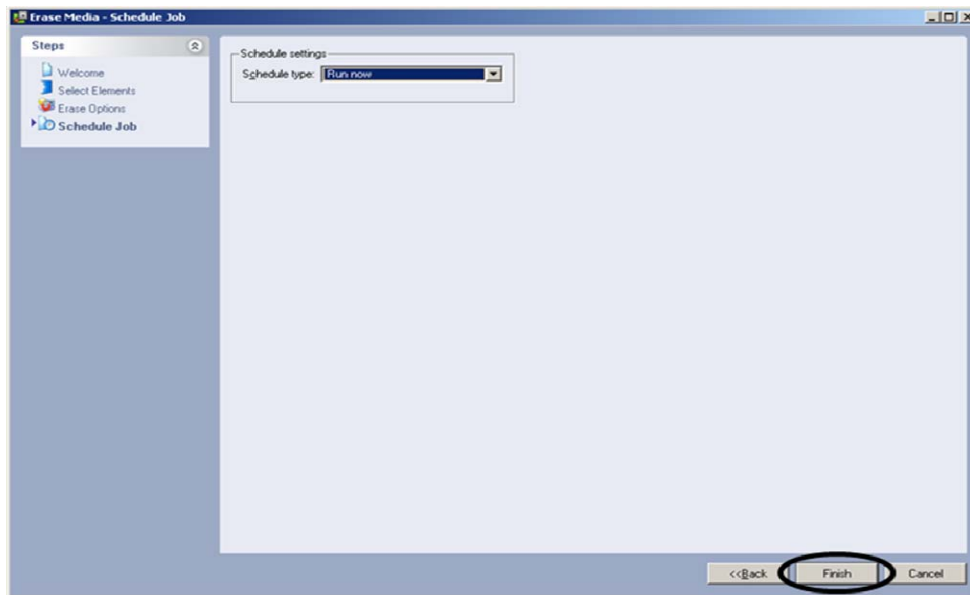 Erase Media - Schedule Job
Steps
Welcome
Select Elements
Erase Options
Schedule Job
Schedule settings
Schedule type: Run now
<<Back
Finish
Cancel